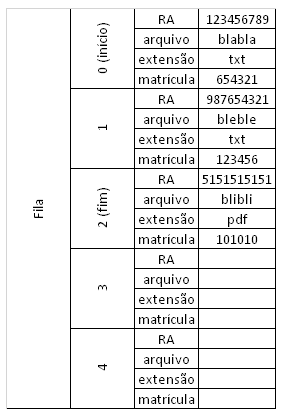 Fila
0 (início)
RA 123456789
arquivo blabla
extensão txt
matrícula 654321
1
RA 987654321
arquivo bleble
extensão txt
matrícula 123456
2 (fim)
RA 5151515151
arquivo blibli
extensão pdf
matrícula 101010
3
RA
arquivo
extensão
matrícula
4
RA
arquivo
extensão
matrícula